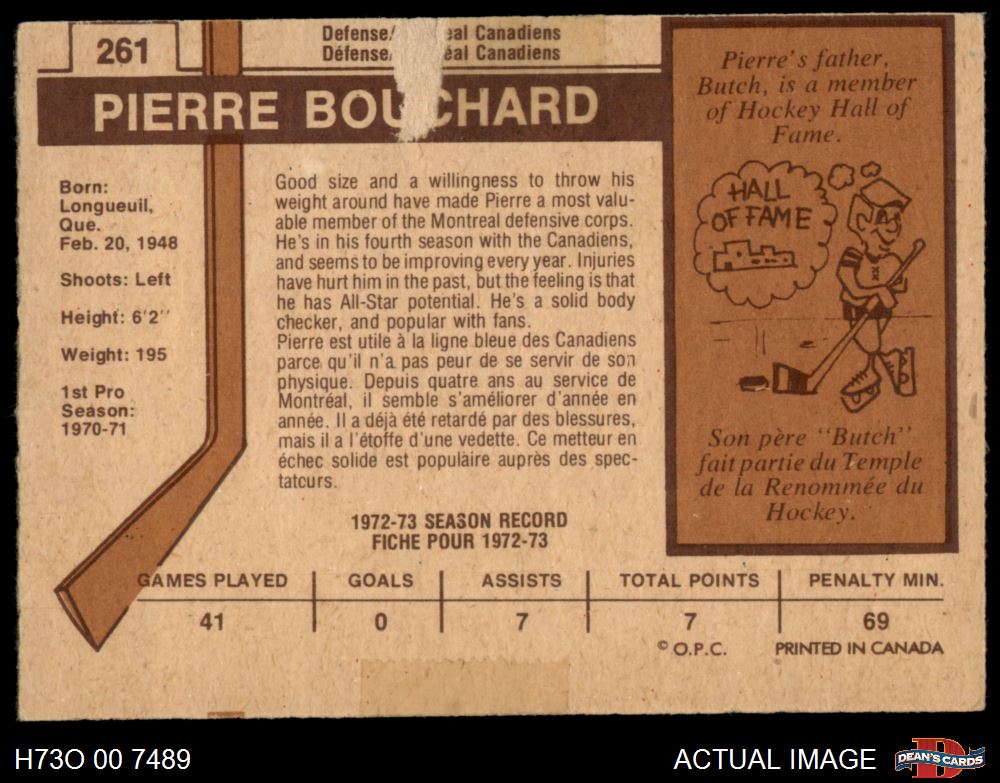 261
Defense/ eal Canadiens
Défense/ eal Canadiens
PIERRE BOUCHARD
Born:
Longueuil,
Que.
Feb. 20, 1948
Shoots: Left
Height: 6'2''
Weight: 195
1st Pro
Season:
1970-71
Good size and a willingness to throw his
weight around have made Pierre a most valu-
able member of the Montreal defensive corps.
He's in his fourth season with the Canadiens,
and seems to be improving every year. Injuries
have hurt him in the past, but the feeling is that
he has All-Star potential. He's a solid body
checker, and popular with fans.
Pierre est utile à la ligne bleue des Canadiens
parce qu'il n'a pas peur de se servir de son
physique. Depuis quatre ans au service de
Montréal, il semble s'améliorer d'année en
année. Il a déjà été retardé par des blessures,
mais il a l'étoffe d'une vedette. Ce metteur en
échec solide est populaire auprès des spec-
tateurs.
Pierre's father,
Butch, is a member
of Hockey Hall of
Fame.
HALL
OF FAME
Son père "Butch"
fait partie du Temple
de la Renommée du
Hockey.
1972-73 SEASON RECORD
FICHE POUR 1972-73
GAMES PLAYED GOALS ASSISTS TOTAL POINTS PENALTY MIN.
41 0 7 7 69
© O.P.C. PRINTED IN CANADA
H73O 00 7489
ACTUAL IMAGE
DEAN'S CARDS